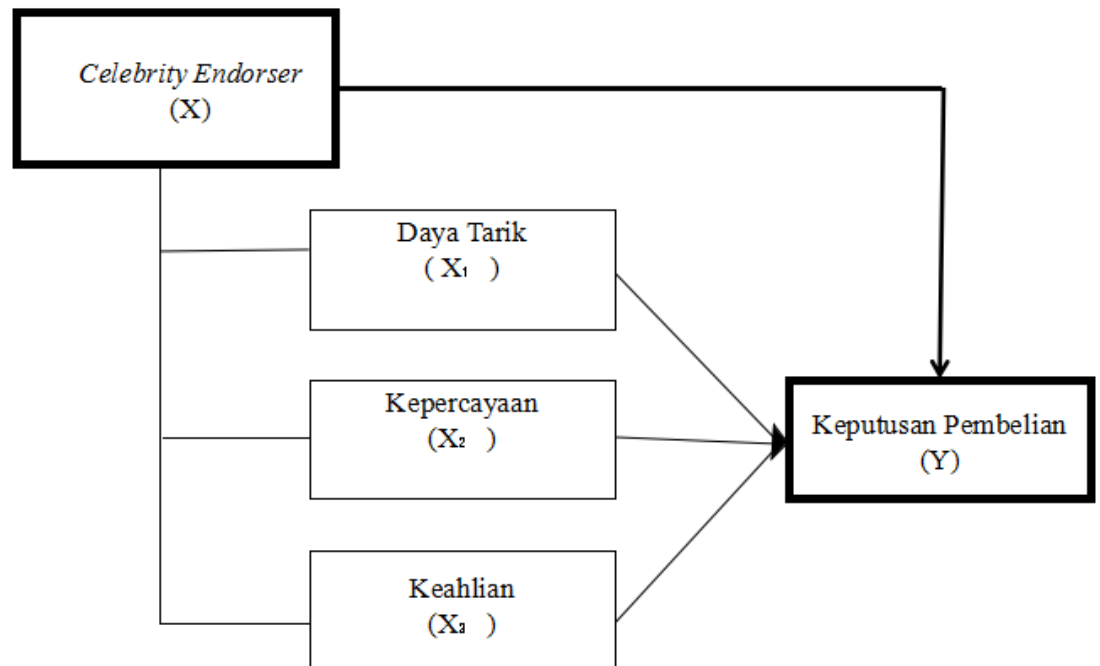 Celebrity Endorser
(X)
Daya Tarik
( X₁ )
Kepercayaan
(X₂ )
Keputusan Pembelian
(Y)
Keahlian
(X₃ )